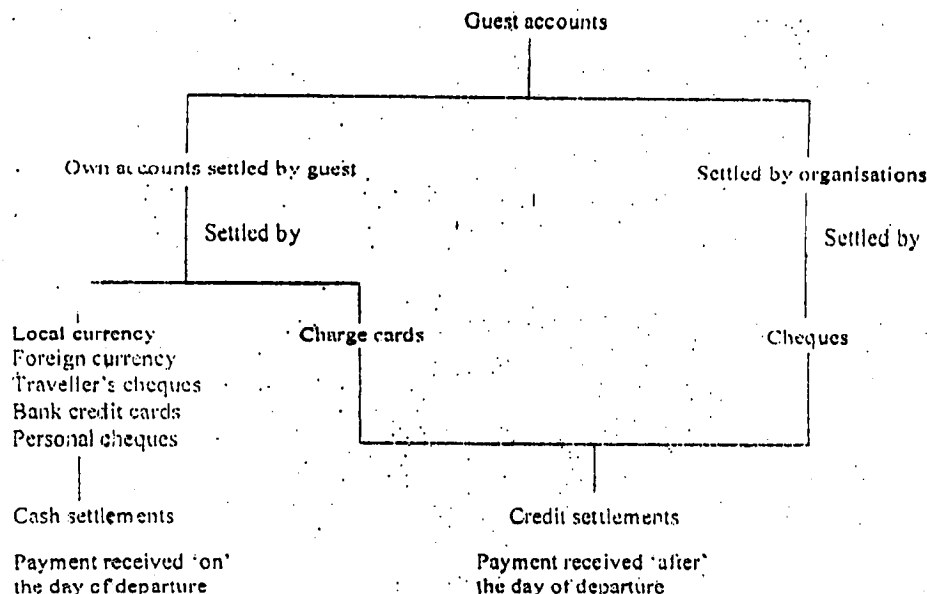 Guest accounts
Own accounts settled by guest
Settled by organisations
Settled by
Settled by
Local currency
Foreign currency
Traveller's cheques
Bank credit cards
Personal cheques
Charge cards
Cheques
Cash settlements
Credit settlements
Payment received 'on'
the day of departure
Payment received 'after'
the day of departure